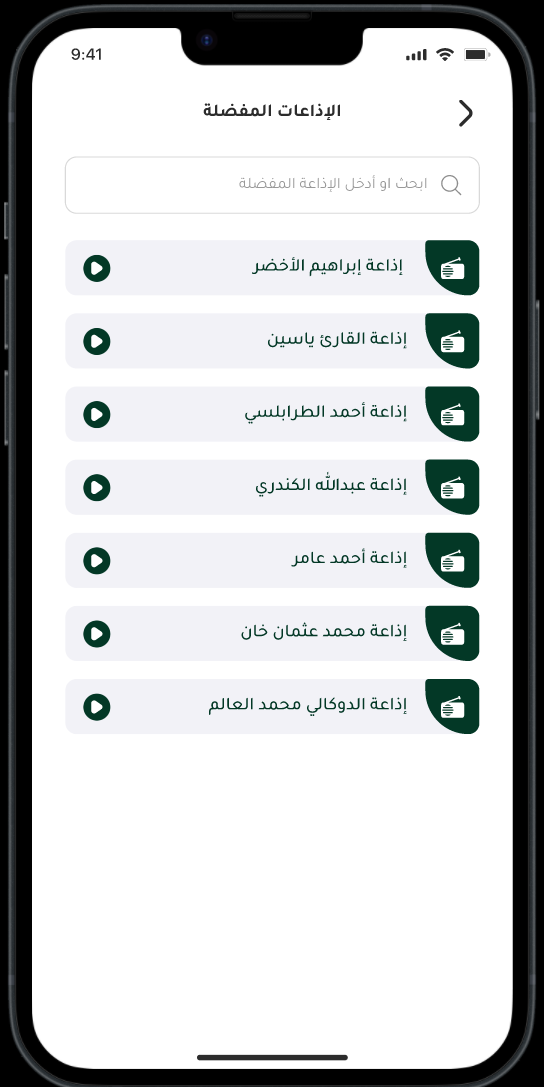 9:41
الإذاعات المفضلة
ابحث او أدخل الإذاعة المفضلة
إذاعة إبراهيم الأخضر
إذاعة القارئ ياسين
إذاعة أحمد الطرابلسي
إذاعة عبدالله الكندري
إذاعة أحمد عامر
إذاعة محمد عثمان خان
إذاعة الدوكالي محمد العالم